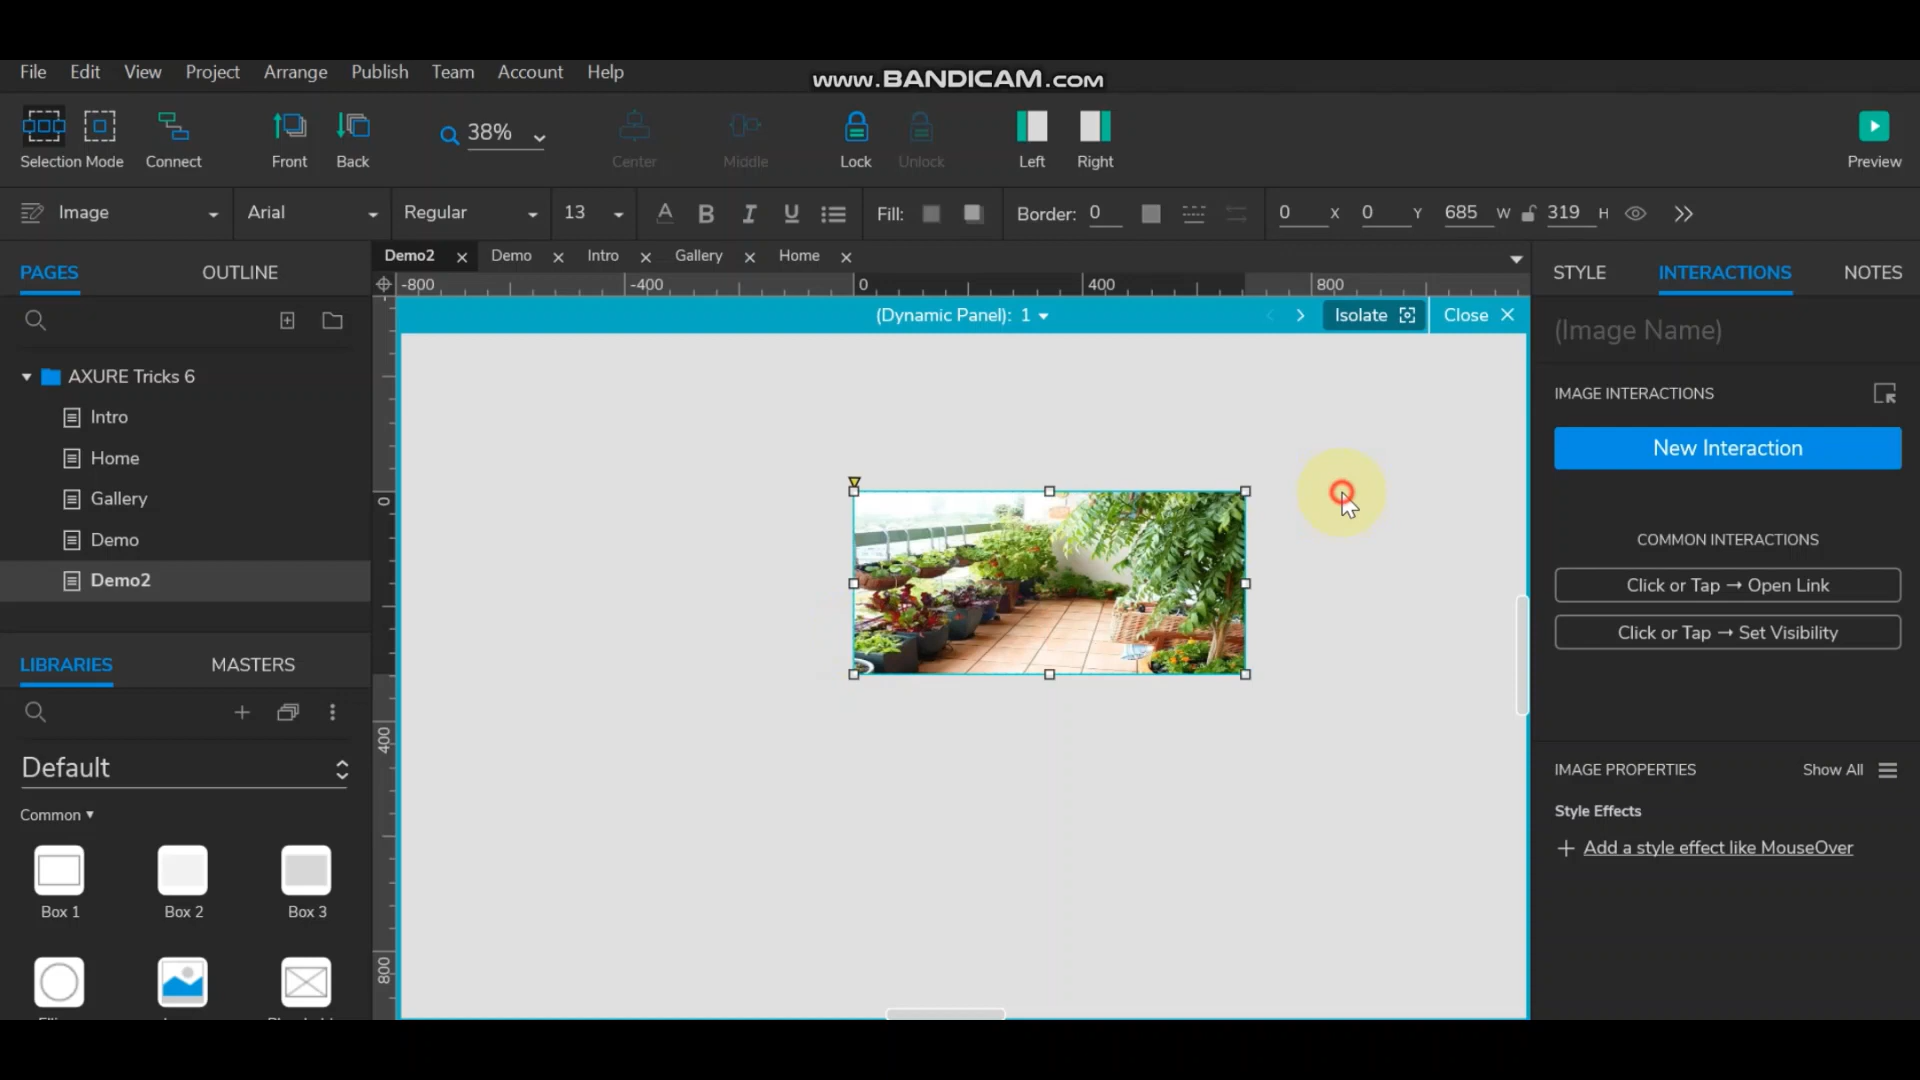 File Edit View Project Arrange Publish Team Account Help
www.BANDICAM.com
Selection Mode Connect Front Back 38% Center Middle Lock Unlock Left Right Preview
Image Arial Regular 13 A B I U Fill: Border: 0 0 X 0 Y 685 W 319 H
PAGES OUTLINE
Demo2 Demo Intro Gallery Home
STYLE INTERACTIONS NOTES
-800 -400 0 400 800
(Dynamic Panel): 1 Isolate Close
(Image Name)
AXURE Tricks 6
Intro
Home
Gallery
Demo
Demo2
IMAGE INTERACTIONS
New Interaction
COMMON INTERACTIONS
Click or Tap → Open Link
Click or Tap → Set Visibility
0
400
800
LIBRARIES MASTERS
Default
Common
Box 1 Box 2 Box 3
IMAGE PROPERTIES Show All
Style Effects
Add a style effect like MouseOver